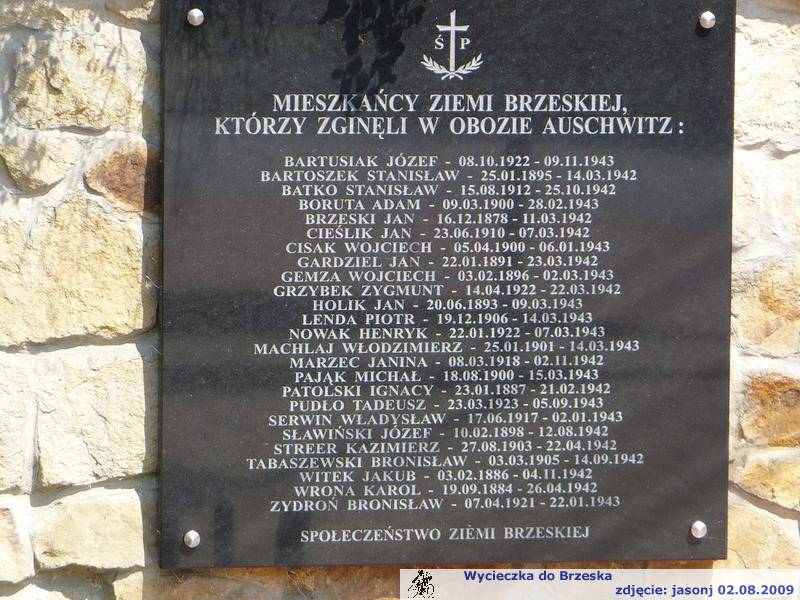 Ś P
MIESZKAŃCY ZIEMI BRZESKIEJ,
KTÓRZY ZGINĘLI W OBOZIE AUSCHWITZ :
BARTUSIAK JÓZEF - 08.10.1922 - 09.11.1943
BARTOSZEK STANISŁAW - 25.01.1895 - 14.03.1942
BATKO STANISŁAW - 15.08.1912 - 25.10.1942
BORUTA ADAM - 09.03.1900 - 28.02.1943
BRZESKI JAN - 16.12.1878 - 11.03.1942
CIEŚLIK JAN - 23.06.1910 - 07.03.1942
CISAK WOJCIECH - 05.04.1900 - 06.01.1943
GARDZIEL JAN - 22.01.1891 - 23.03.1942
GEMZA WOJCIECH - 03.02.1896 - 02.03.1943
GRZYBEK ZYGMUNT - 14.04.1922 - 22.03.1942
HOLIK JAN - 20.06.1893 - 09.03.1943
LENDA PIOTR - 19.12.1906 - 14.03.1943
NOWAK HENRYK - 22.01.1922 - 07.03.1943
MACHLAJ WŁODZIMIERZ - 25.01.1901 - 14.03.1943
MARZEC JANINA - 08.03.1918 - 02.11.1942
PAJĄK MICHAŁ - 18.08.1900 - 15.03.1943
PATOLSKI IGNACY - 23.01.1887 - 21.02.1942
PUDŁO TADEUSZ - 23.03.1923 - 05.09.1943
SERWIN WŁADYSŁAW - 17.06.1917 - 02.01.1943
SŁAWIŃSKI JÓZEF - 10.02.1898 - 12.08.1942
STREER KAZIMIERZ - 27.08.1903 - 22.04.1942
TABASZEWSKI BRONISŁAW - 03.03.1905 - 14.09.1942
WITEK JAKUB - 03.02.1886 - 04.11.1942
WRONA KAROL - 19.09.1884 - 26.04.1942
ZYDROŃ BRONISŁAW - 07.04.1921 - 22.01.1943
SPOŁECZEŃSTWO ZIEMI BRZESKIEJ
Wycieczka do Brzeska
zdjęcie: jasonj 02.08.2009